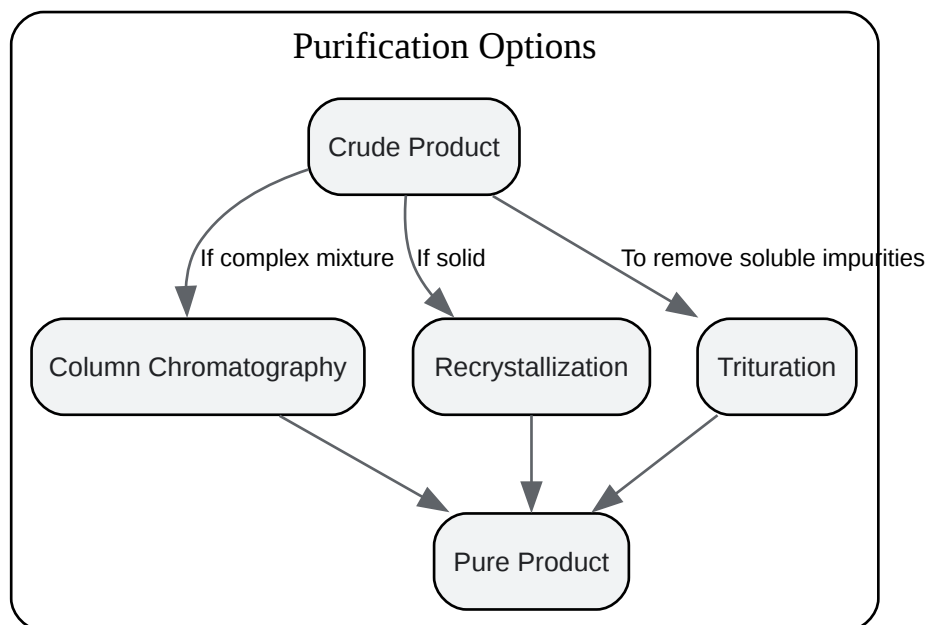 Purification Options
Crude Product
If complex mixture
If solid
To remove soluble impurities
Column Chromatography
Recrystallization
Trituration
Pure Product